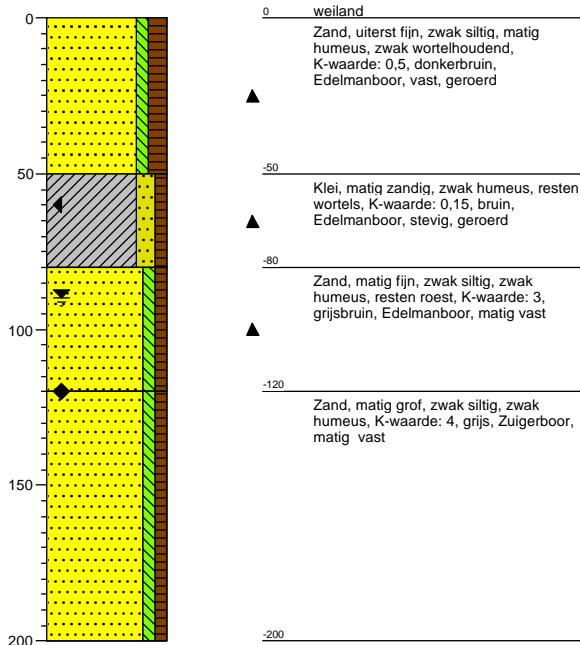 0
50
100
150
200
0
weiland
Zand, uiterst fijn, zwak siltig, matig
humeus, zwak wortelhoudend,
K-waarde: 0,5, donkerbruin,
Edelmanboor, vast, geroerd
-50
Klei, matig zandig, zwak humeus, resten
wortels, K-waarde: 0,15, bruin,
Edelmanboor, stevig, geroerd
-80
Zand, matig fijn, zwak siltig, zwak
humeus, resten roest, K-waarde: 3,
grijsbruin, Edelmanboor, matig vast
-120
Zand, matig grof, zwak siltig, zwak
humeus, K-waarde: 4, grijs, Zuigerboor,
matig vast
-200